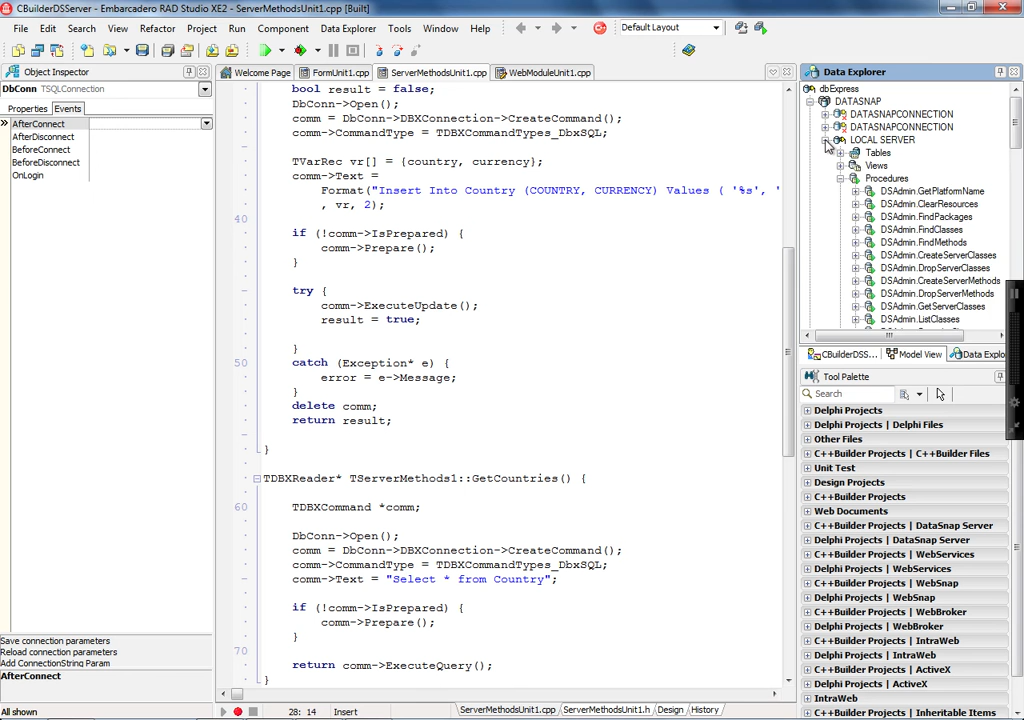 CBuilderDSServer - Embarcadero RAD Studio XE2 - ServerMethodsUnit1.cpp [Built]
File Edit Search View Refactor Project Run Component Data Explorer Tools Window Help
Default Layout
Object Inspector
DbConn TSQLConnection
Properties Events
AfterConnect
AfterDisconnect
BeforeConnect
BeforeDisconnect
OnLogin
Save connection parameters
Reload connection parameters
Add ConnectionString Param
AfterConnect
All shown
Welcome Page FormUnit1.cpp ServerMethodsUnit1.cpp WebModuleUnit1.cpp
bool result = false;
DbConn->Open();
comm = DbConn->DBXConnection->CreateCommand();
comm->CommandType = TDBXCommandTypes_DbxSQL;
TVarRec vr[] = {country, currency};
comm->Text =
Format("Insert Into Country (COUNTRY, CURRENCY) Values ( '%s', '
, vr, 2);
40
if (!comm->IsPrepared) {
comm->Prepare();
}
try {
comm->ExecuteUpdate();
result = true;
}
50 catch (Exception* e) {
error = e->Message;
}
delete comm;
return result;
}
TDBXReader* TServerMethods1::GetCountries() {
60 TDBXCommand *comm;
DbConn->Open();
comm = DbConn->DBXConnection->CreateCommand();
comm->CommandType = TDBXCommandTypes_DbxSQL;
comm->Text = "Select * from Country";
if (!comm->IsPrepared) {
comm->Prepare();
}
70
return comm->ExecuteQuery();
}
28: 14 Insert ServerMethodsUnit1.cpp ServerMethodsUnit1.h Design History
Data Explorer
dbExpress
DATASNAP
DATASNAPCONNECTION
DATASNAPCONNECTION
LOCAL SERVER
Tables
Views
Procedures
DSAdmin.GetPlatformName
DSAdmin.ClearResources
DSAdmin.FindPackages
DSAdmin.FindClasses
DSAdmin.FindMethods
DSAdmin.CreateServerClasses
DSAdmin.DropServerClasses
DSAdmin.CreateServerMethods
DSAdmin.DropServerMethods
DSAdmin.GetServerClasses
DSAdmin.ListClasses
CBuilderDSS... Model View Data Explo
Tool Palette
Search
Delphi Projects
Delphi Projects | Delphi Files
Other Files
C++Builder Projects | C++Builder Files
Unit Test
Design Projects
C++Builder Projects
Web Documents
C++Builder Projects | DataSnap Server
Delphi Projects | DataSnap Server
C++Builder Projects | WebServices
Delphi Projects | WebServices
C++Builder Projects | WebSnap
Delphi Projects | WebSnap
C++Builder Projects | WebBroker
Delphi Projects | WebBroker
C++Builder Projects | IntraWeb
Delphi Projects | IntraWeb
C++Builder Projects | ActiveX
Delphi Projects | ActiveX
IntraWeb
C++Builder Projects | Inheritable Items